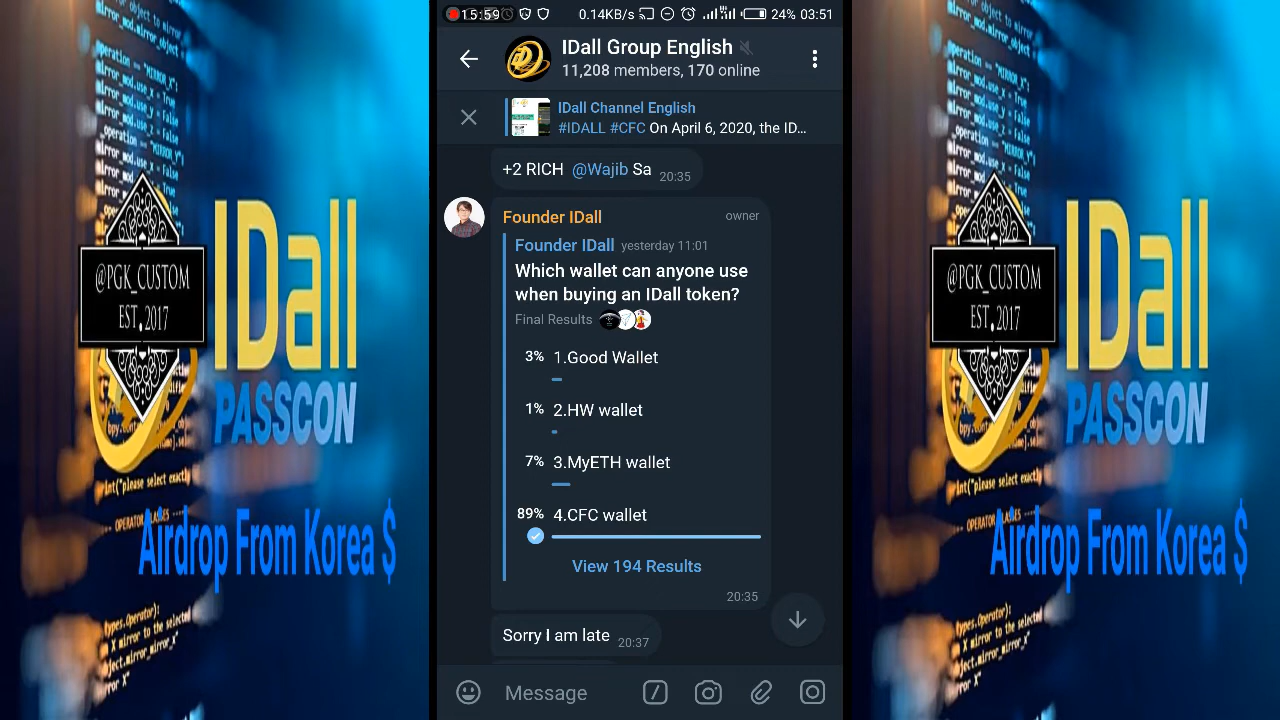 15:59
0.14KB/s
24% 03:51
IDall Group English
11,208 members, 170 online
IDall Channel English
#IDALL #CFC On April 6, 2020, the ID...
+2 RICH @Wajib Sa 20:35
Founder IDall owner
Founder IDall yesterday 11:01
Which wallet can anyone use
when buying an IDall token?
Final Results
3% 1.Good Wallet
1% 2.HW wallet
7% 3.MyETH wallet
89% 4.CFC wallet
View 194 Results
20:35
Sorry I am late 20:37
Message
@PGK_CUSTOM
EST.2017
IDall
PASSCON
Airdrop From Korea $
@PGK_CUSTOM
EST.2017
IDall
PASSCON
Airdrop From Korea $